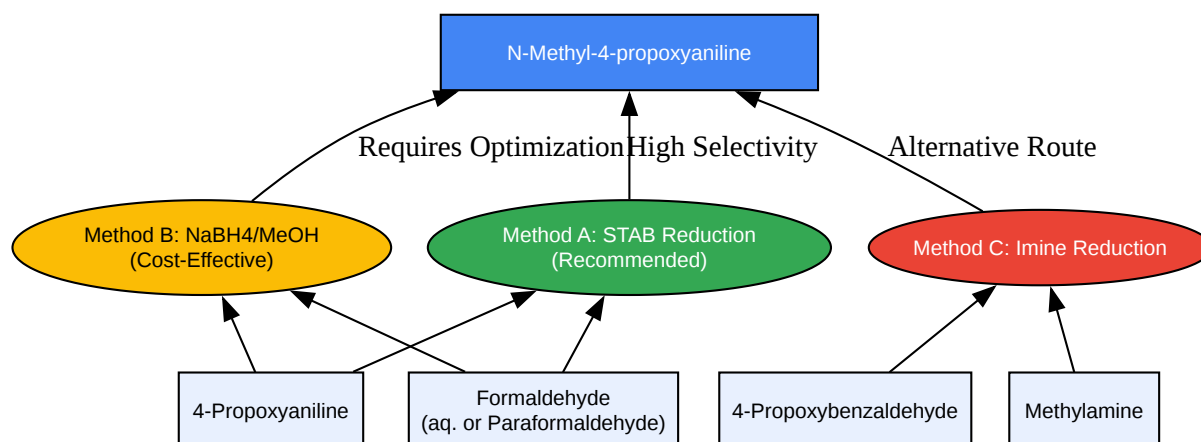 N-Methyl-4-propoxyaniline
Requires Optimization
High Selectivity
Alternative Route
Method B: NaBH4/MeOH
(Cost-Effective)
Method A: STAB Reduction
(Recommended)
Method C: Imine Reduction
4-Propoxyaniline
Formaldehyde
(aq. or Paraformaldehyde)
4-Propoxybenzaldehyde
Methylamine